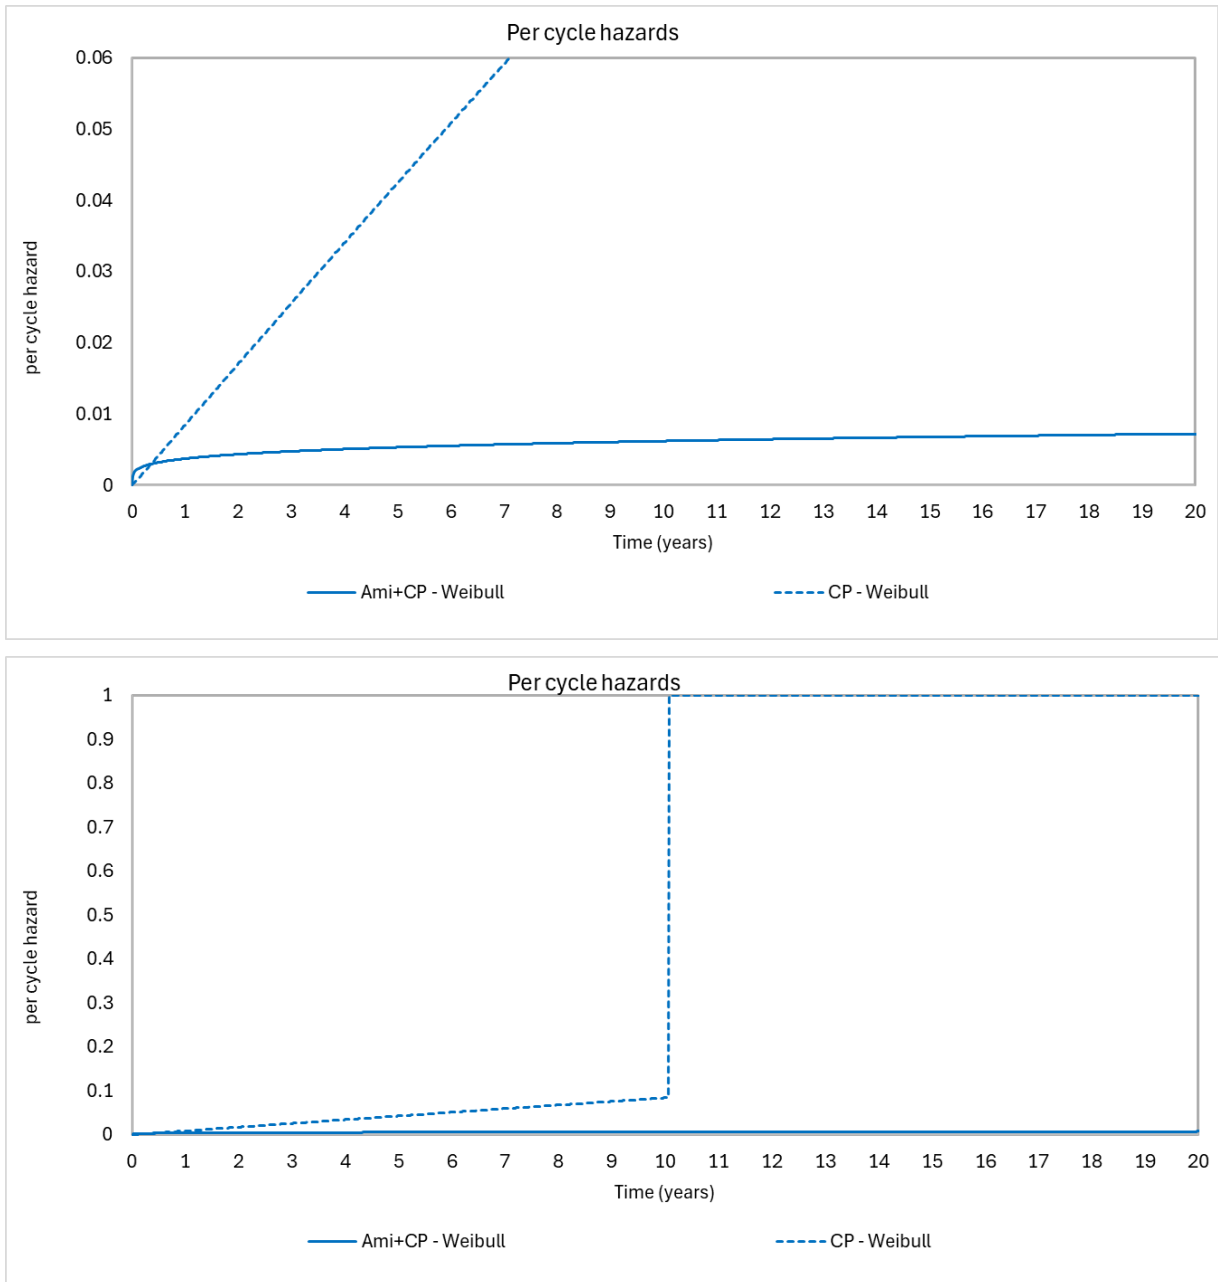 Per cycle hazards
0.06
0.05
0.04
0.03
0.02
0.01
0
per cycle hazard
0 1 2 3 4 5 6 7 8 9 10 11 12 13 14 15 16 17 18 19 20
Time (years)
Ami+CP - Weibull CP - Weibull
Per cycle hazards
1
0.9
0.8
0.7
0.6
0.5
0.4
0.3
0.2
0.1
0
per cycle hazard
0 1 2 3 4 5 6 7 8 9 10 11 12 13 14 15 16 17 18 19 20
Time (years)
Ami+CP - Weibull CP - Weibull